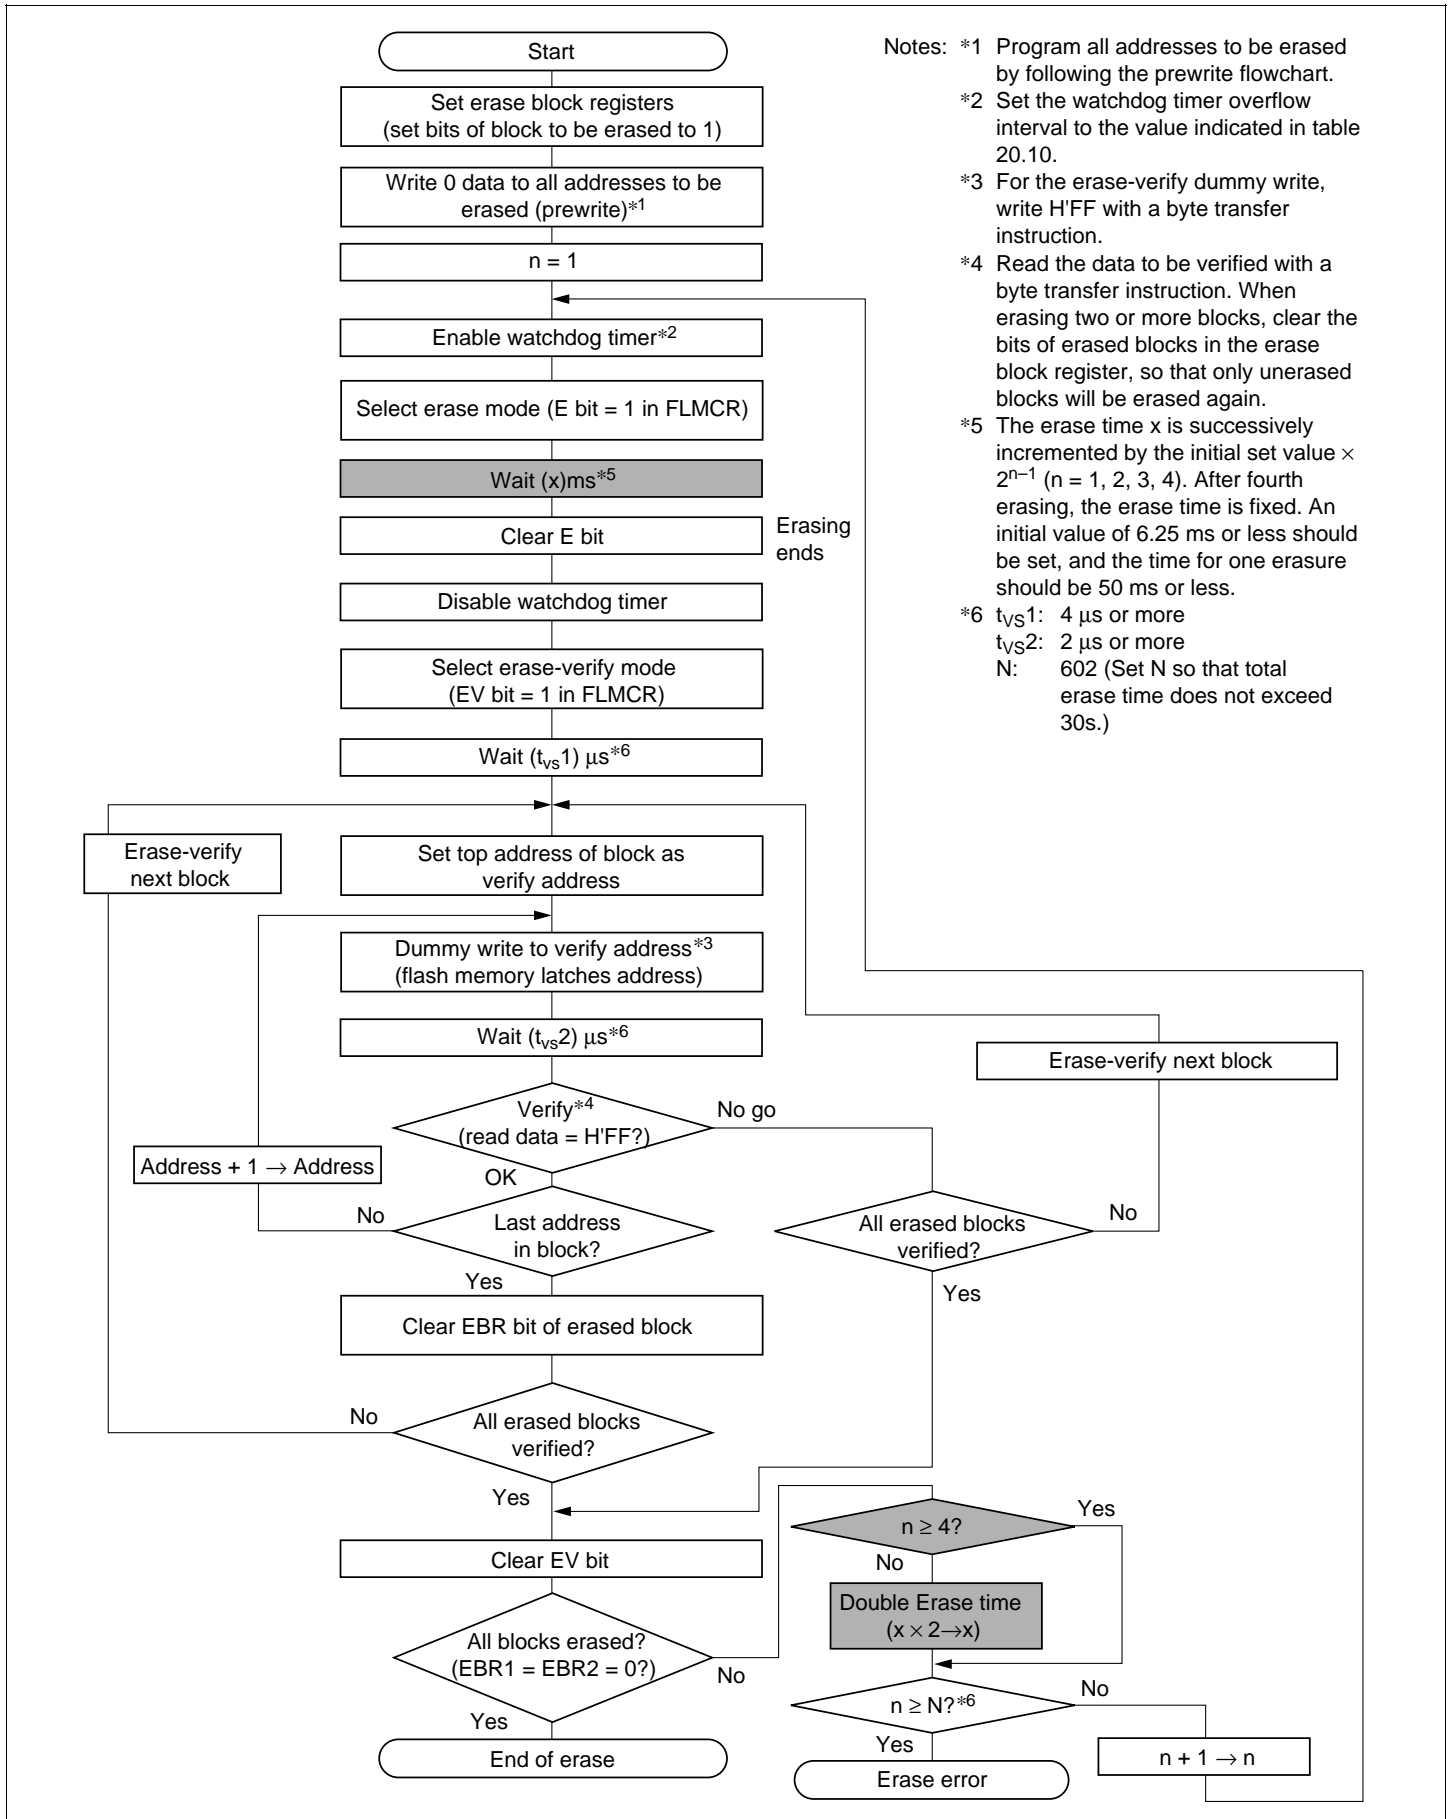 Start
Set erase block registers
(set bits of block to be erased to 1)
Write 0 data to all addresses to be
erased (prewrite)*1
n = 1
Enable watchdog timer*2
Select erase mode (E bit = 1 in FLMCR)
Wait (x)ms*5
Clear E bit
Erasing
ends
Disable watchdog timer
Select erase-verify mode
(EV bit = 1 in FLMCR)
Wait (tvs1) μs*6
Erase-verify
next block
Set top address of block as
verify address
Dummy write to verify address*3
(flash memory latches address)
Wait (tvs2) μs*6
Erase-verify next block
Verify*4
(read data = H'FF?)
No go
OK
Address + 1 → Address
No
Last address
in block?
Yes
All erased blocks
verified?
No
Yes
Clear EBR bit of erased block
No
All erased blocks
verified?
Yes
Clear EV bit
All blocks erased?
(EBR1 = EBR2 = 0?)
No
Yes
End of erase
n ≥ 4?
Yes
No
Double Erase time
(x × 2→x)
n ≥ N?*6
No
Yes
n + 1 → n
Erase error
Notes: *1 Program all addresses to be erased
by following the prewrite flowchart.
*2 Set the watchdog timer overflow
interval to the value indicated in table
20.10.
*3 For the erase-verify dummy write,
write H'FF with a byte transfer
instruction.
*4 Read the data to be verified with a
byte transfer instruction. When
erasing two or more blocks, clear the
bits of erased blocks in the erase
block register, so that only unerased
blocks will be erased again.
*5 The erase time x is successively
incremented by the initial set value ×
2n–1 (n = 1, 2, 3, 4). After fourth
erasing, the erase time is fixed. An
initial value of 6.25 ms or less should
be set, and the time for one erasure
should be 50 ms or less.
*6 tVS1: 4 μs or more
tVS2: 2 μs or more
N: 602 (Set N so that total
erase time does not exceed
30s.)